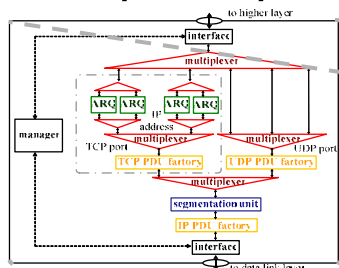 to higher layer
interface
multiplexer
ARQ ARQ ARQ ARQ
IP
address
manager
multiplexer multiplexer
TCP port UDP port
TCP PDU factory UDP PDU factory
multiplexer
segmentation unit
IP PDU factory
interface
to data link layer